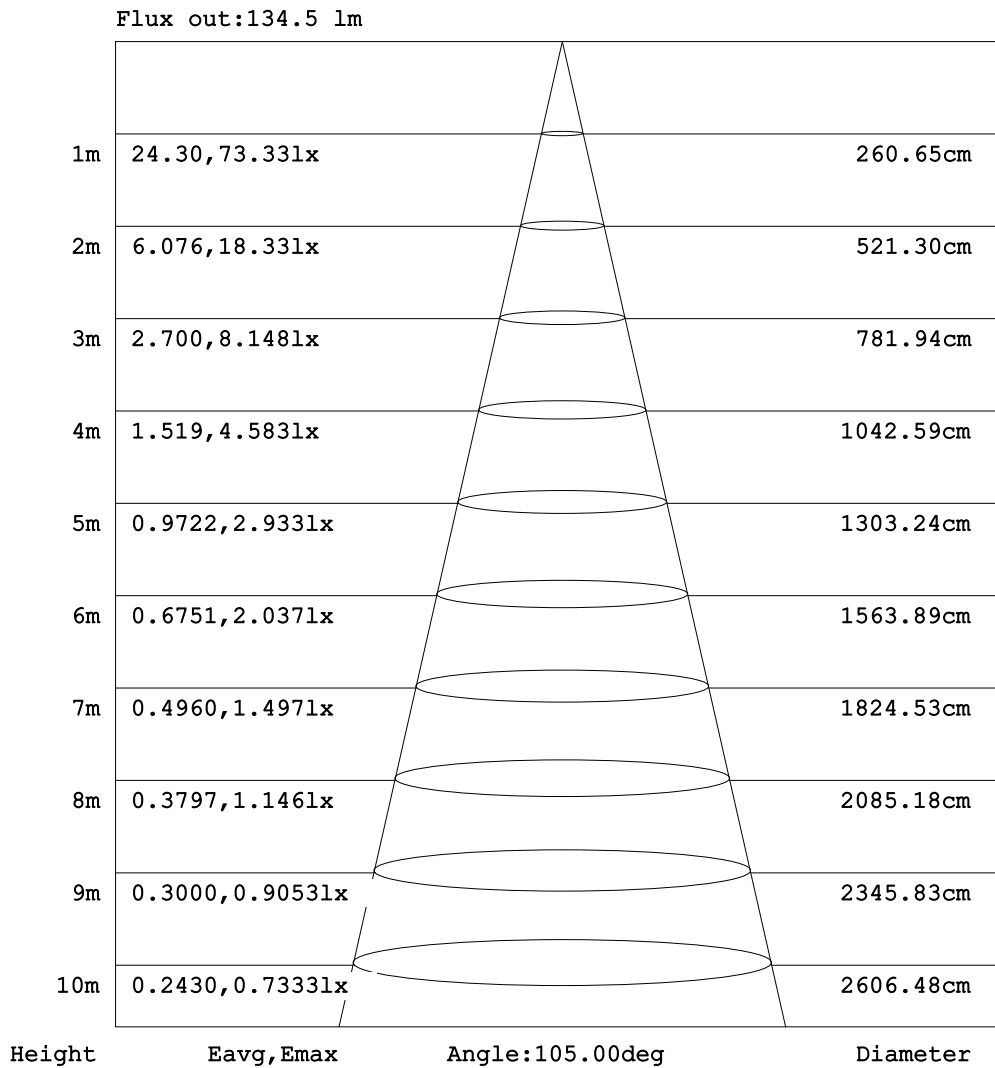 Flux out:134.5 lm
1m 24.30,73.33lx 260.65cm
2m 6.076,18.33lx 521.30cm
3m 2.700,8.148lx 781.94cm
4m 1.519,4.583lx 1042.59cm
5m 0.9722,2.933lx 1303.24cm
6m 0.6751,2.037lx 1563.89cm
7m 0.4960,1.497lx 1824.53cm
8m 0.3797,1.146lx 2085.18cm
9m 0.3000,0.9053lx 2345.83cm
10m 0.2430,0.7333lx 2606.48cm
Height Eavg,Emax Angle:105.00deg Diameter